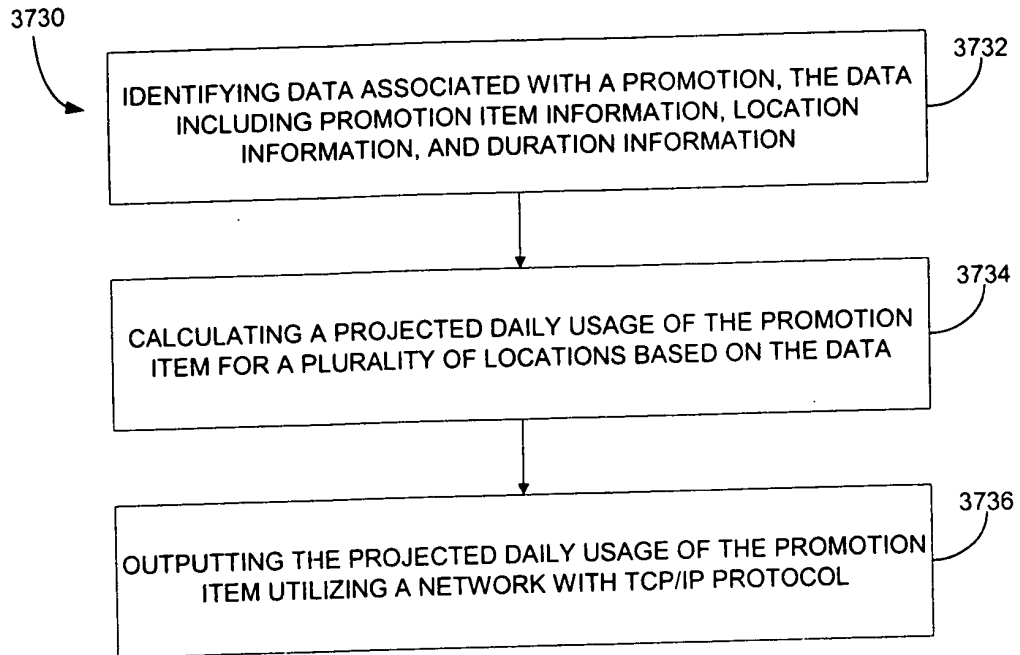 3730
3732
IDENTIFYING DATA ASSOCIATED WITH A PROMOTION, THE DATA
INCLUDING PROMOTION ITEM INFORMATION, LOCATION
INFORMATION, AND DURATION INFORMATION
3734
CALCULATING A PROJECTED DAILY USAGE OF THE PROMOTION
ITEM FOR A PLURALITY OF LOCATIONS BASED ON THE DATA
3736
OUTPUTTING THE PROJECTED DAILY USAGE OF THE PROMOTION
ITEM UTILIZING A NETWORK WITH TCP/IP PROTOCOL